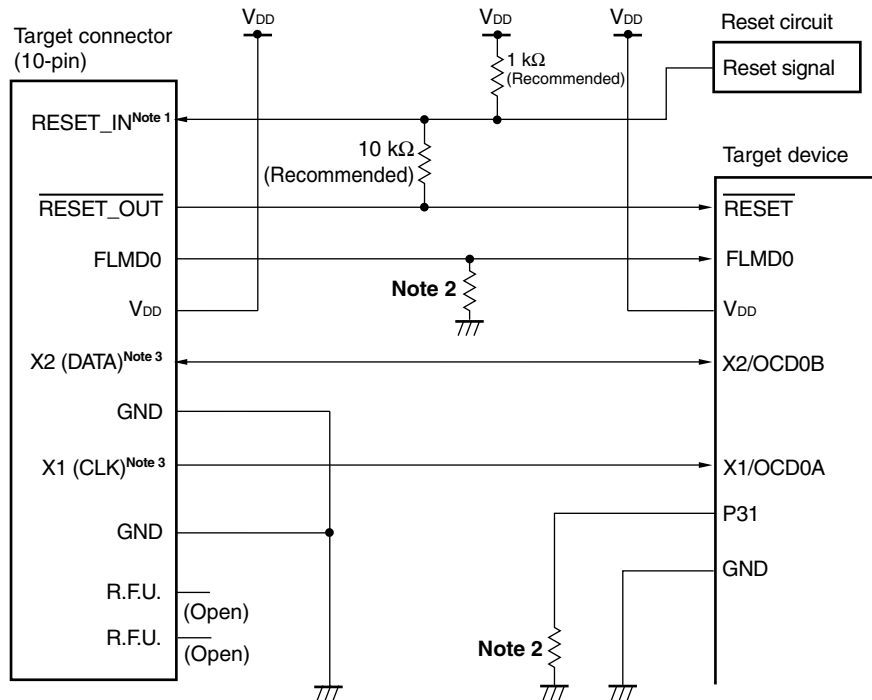 VDD
VDD
VDD
Reset circuit
Target connector
(10-pin)
1 kΩ
(Recommended)
Reset signal
RESET_IN Note 1
10 kΩ
(Recommended)
Target device
RESET_OUT
RESET
FLMD0
FLMD0
Note 2
VDD
VDD
X2 (DATA) Note 3
X2/OCD0B
GND
X1 (CLK) Note 3
X1/OCD0A
P31
GND
GND
R.F.U.
(Open)
R.F.U.
(Open)
Note 2